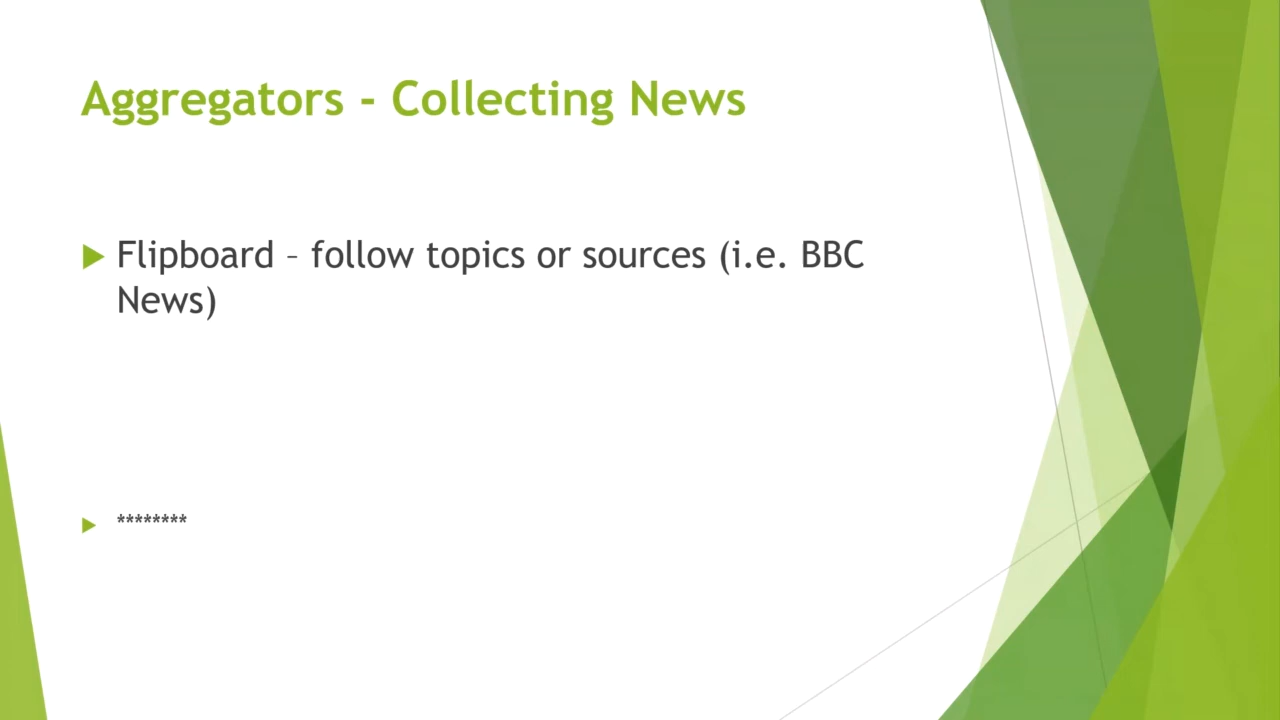 Aggregators - Collecting News
Flipboard – follow topics or sources (i.e. BBC
News)
********